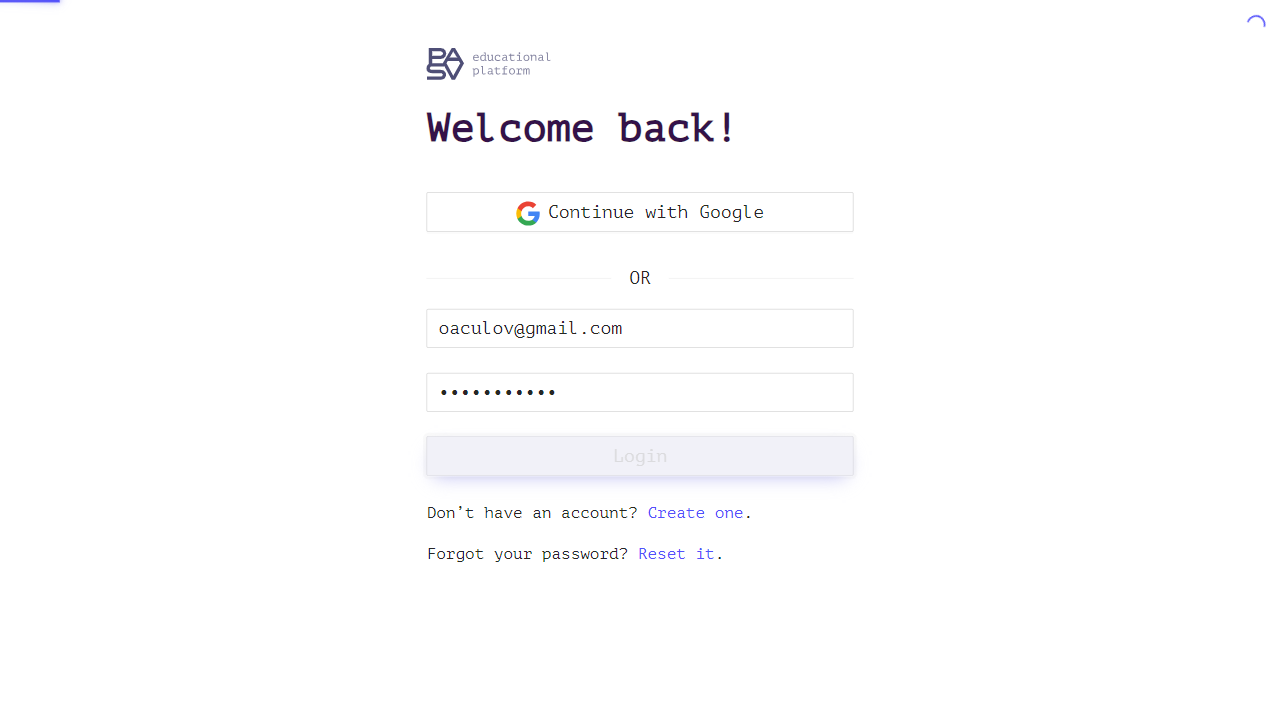 PASV
educational
platform
Welcome back!
Continue with Google
OR
oaculov@gmail.com
•••••••••••
Login
Don't have an account? Create one.
Forgot your password? Reset it.